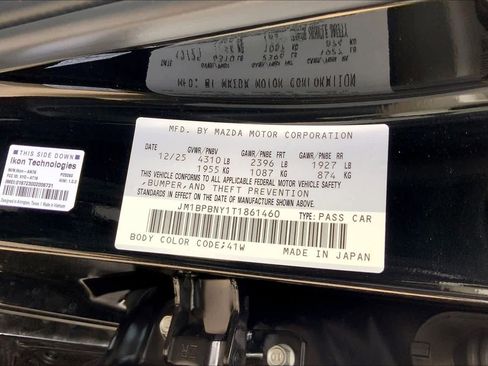 MFD. BY MAZDA MOTOR CORPORATION
GVWR/PNBV GAWR/PNBE FRT GAWR/PNBE RR
12/25 4310 LB 2396 LB 1927 LB
1955 KG 1087 KG 874 KG
THIS VEHICLE CONFORMS TO ALL APPLICABLE FEDERAL MOTOR VEHICLE SAFETY
,BUMPER,AND THEFT PREVENTION
STANDARDS IN EFFECT ON THE DATE OF MANUFACTURE SHOWN ABOVE.
JM1BPBNY1T1861460 TYPE:PASS CAR
BODY COLOR CODE:41W
MADE IN JAPAN
THIS SIDE DOWN
Ikon Technologies